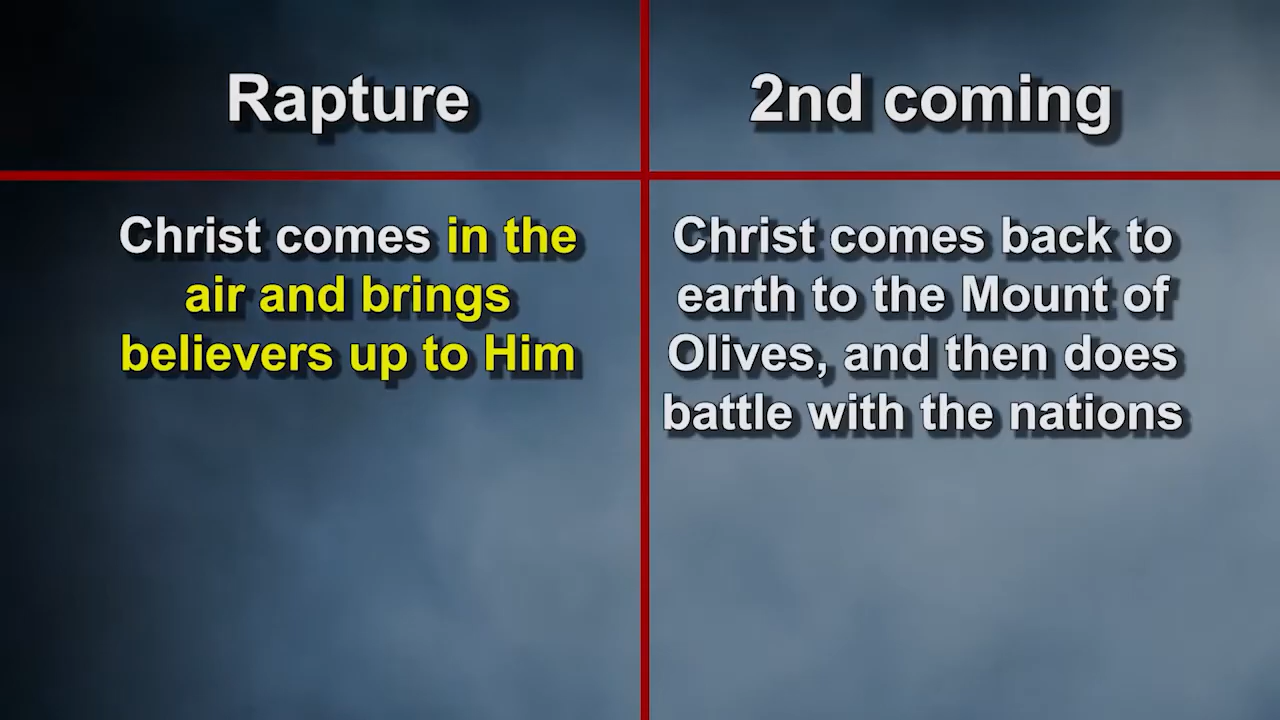 Rapture
2nd coming
Christ comes in the
air and brings
believers up to Him
Christ comes back to
earth to the Mount of
Olives, and then does
battle with the nations